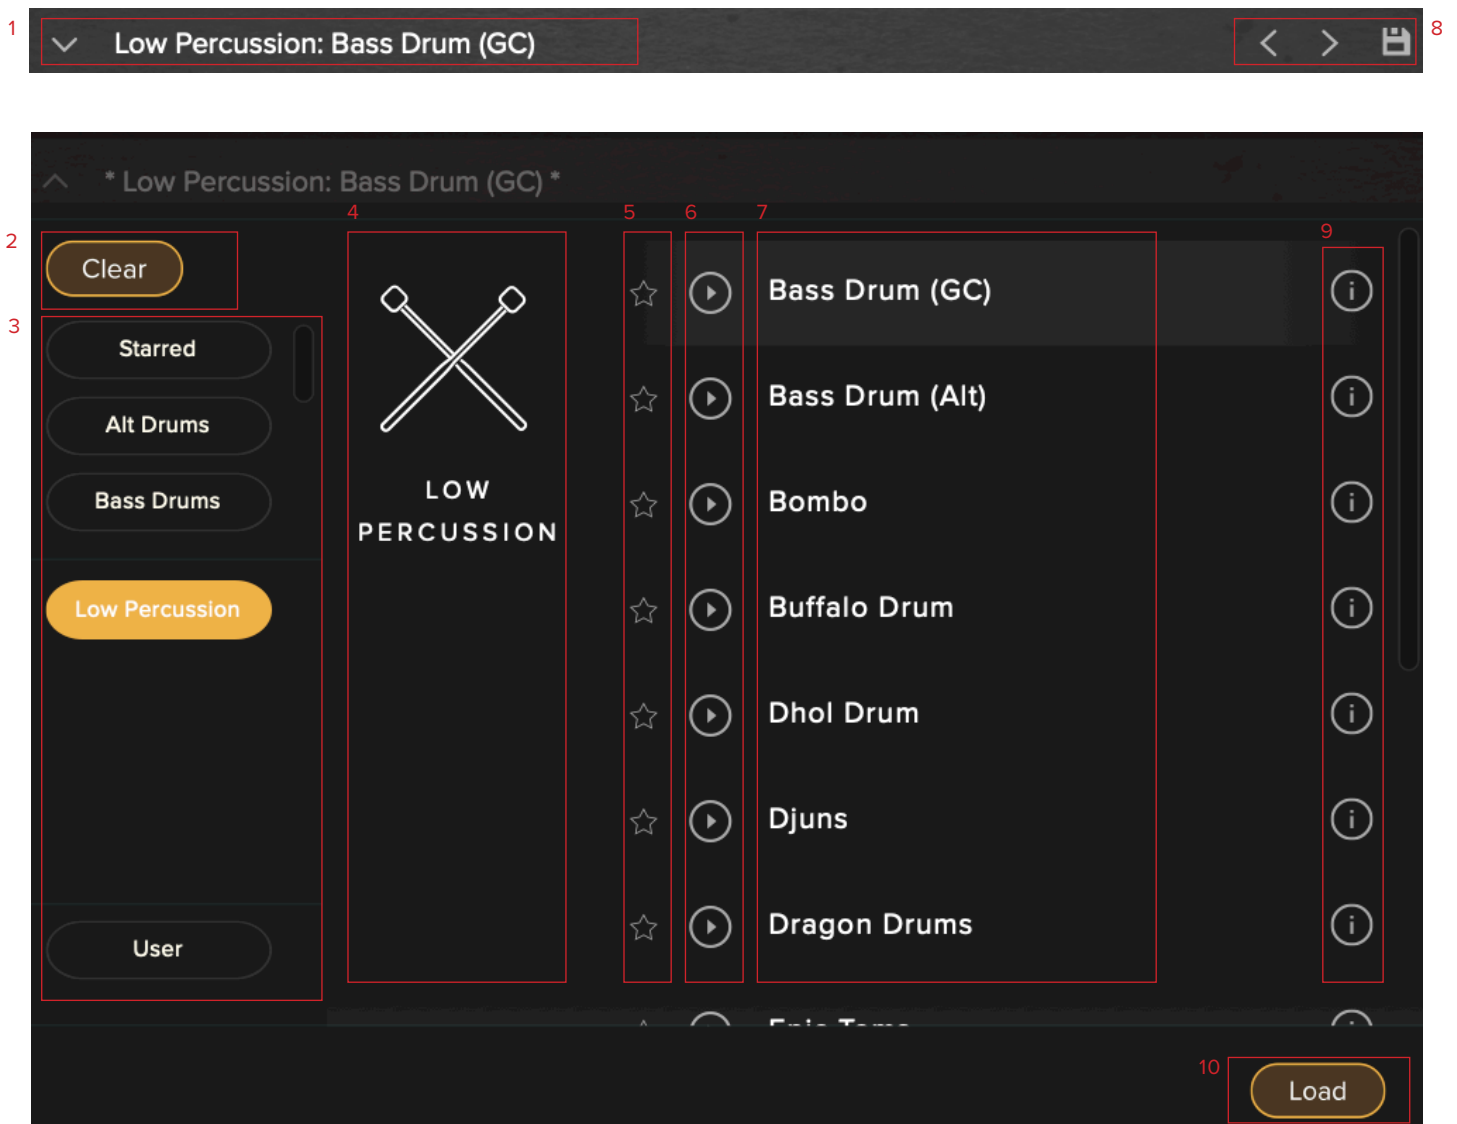 1
Low Percussion: Bass Drum (GC)
8
* Low Percussion: Bass Drum (GC) *
4
5
6
7
2
Clear
9
3
Starred
Alt Drums
Bass Drums
Low Percussion
User
LOW
PERCUSSION
Bass Drum (GC)
Bass Drum (Alt)
Bombo
Buffalo Drum
Dhol Drum
Djuns
Dragon Drums
10
Load